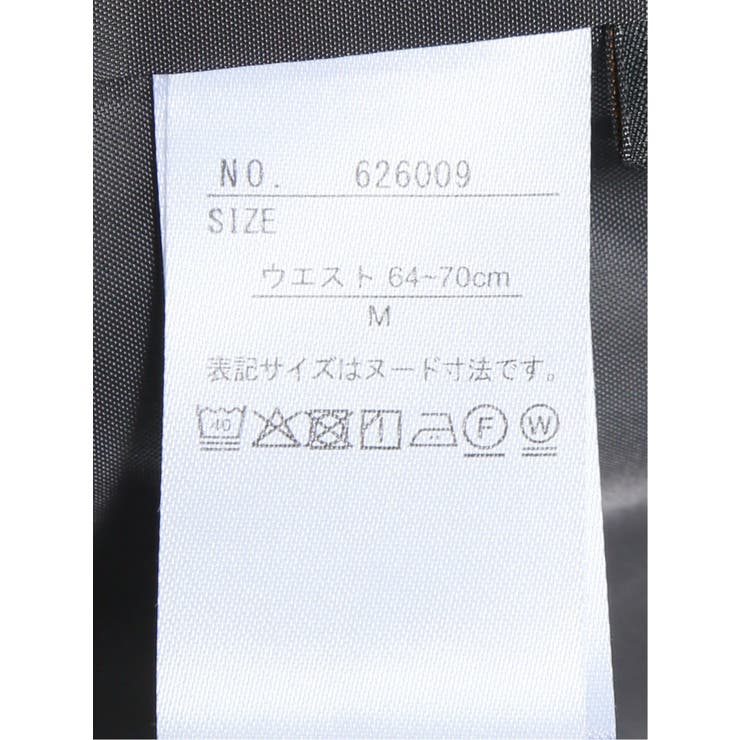 NO. 626009
SIZE
ウエスト 64~70cm
M
表記サイズはヌード寸法です。
40 F W